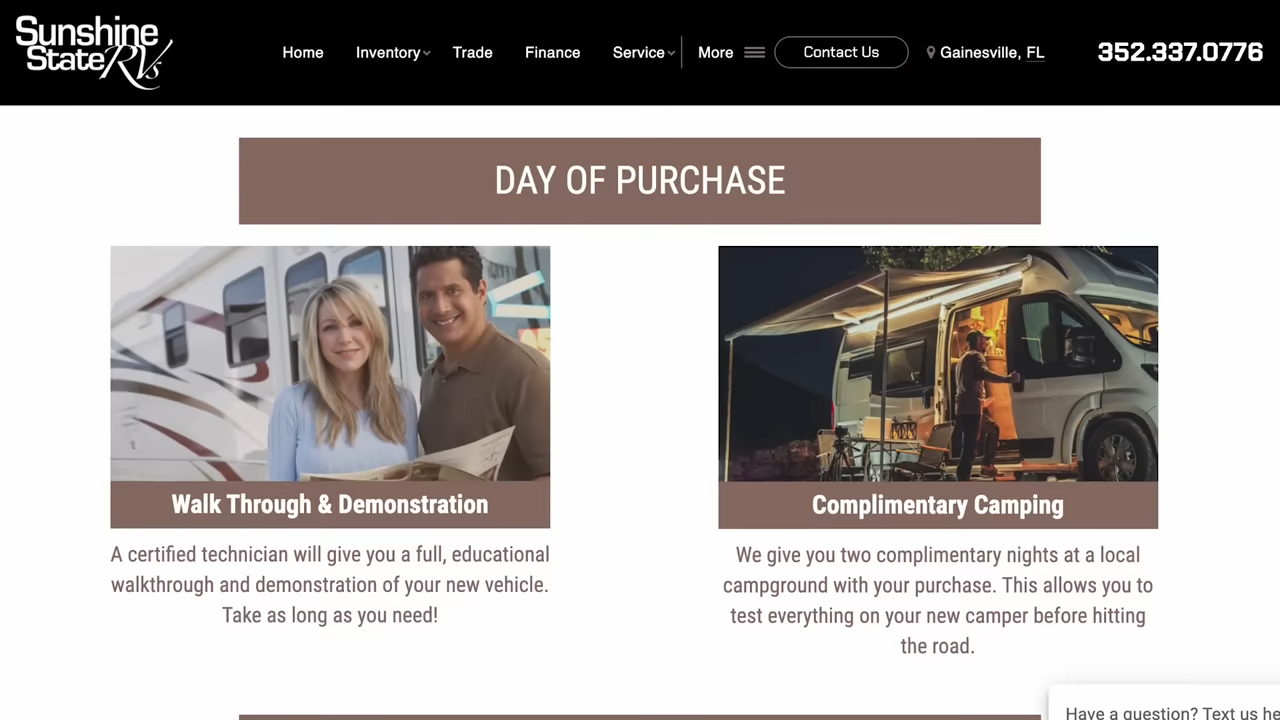 Sunshine
State RVs
Home
Inventory
Trade
Finance
Service
More
Contact Us
Gainesville, FL
352.337.0776
DAY OF PURCHASE
Walk Through & Demonstration
A certified technician will give you a full, educational
walkthrough and demonstration of your new vehicle.
Take as long as you need!
Complimentary Camping
We give you two complimentary nights at a local
campground with your purchase. This allows you to
test everything on your new camper before hitting
the road.
Have a question? Text us he